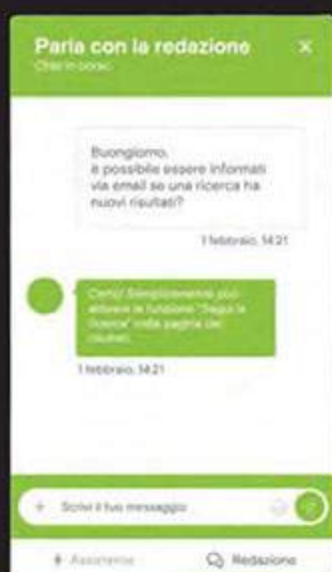 Parla con la redazione
Chat in corso
Buongiorno,
è possibile essere informati
via email se una ricerca ha
nuovi risultati?
1 febbraio, 14:21
Certo! Semplicemente può
attivare la funzione "Segui la
ricerca" nella pagina dei
risultati.
1 febbraio, 14:21
Scrivi il tuo messaggio
Assistenza
Redazione